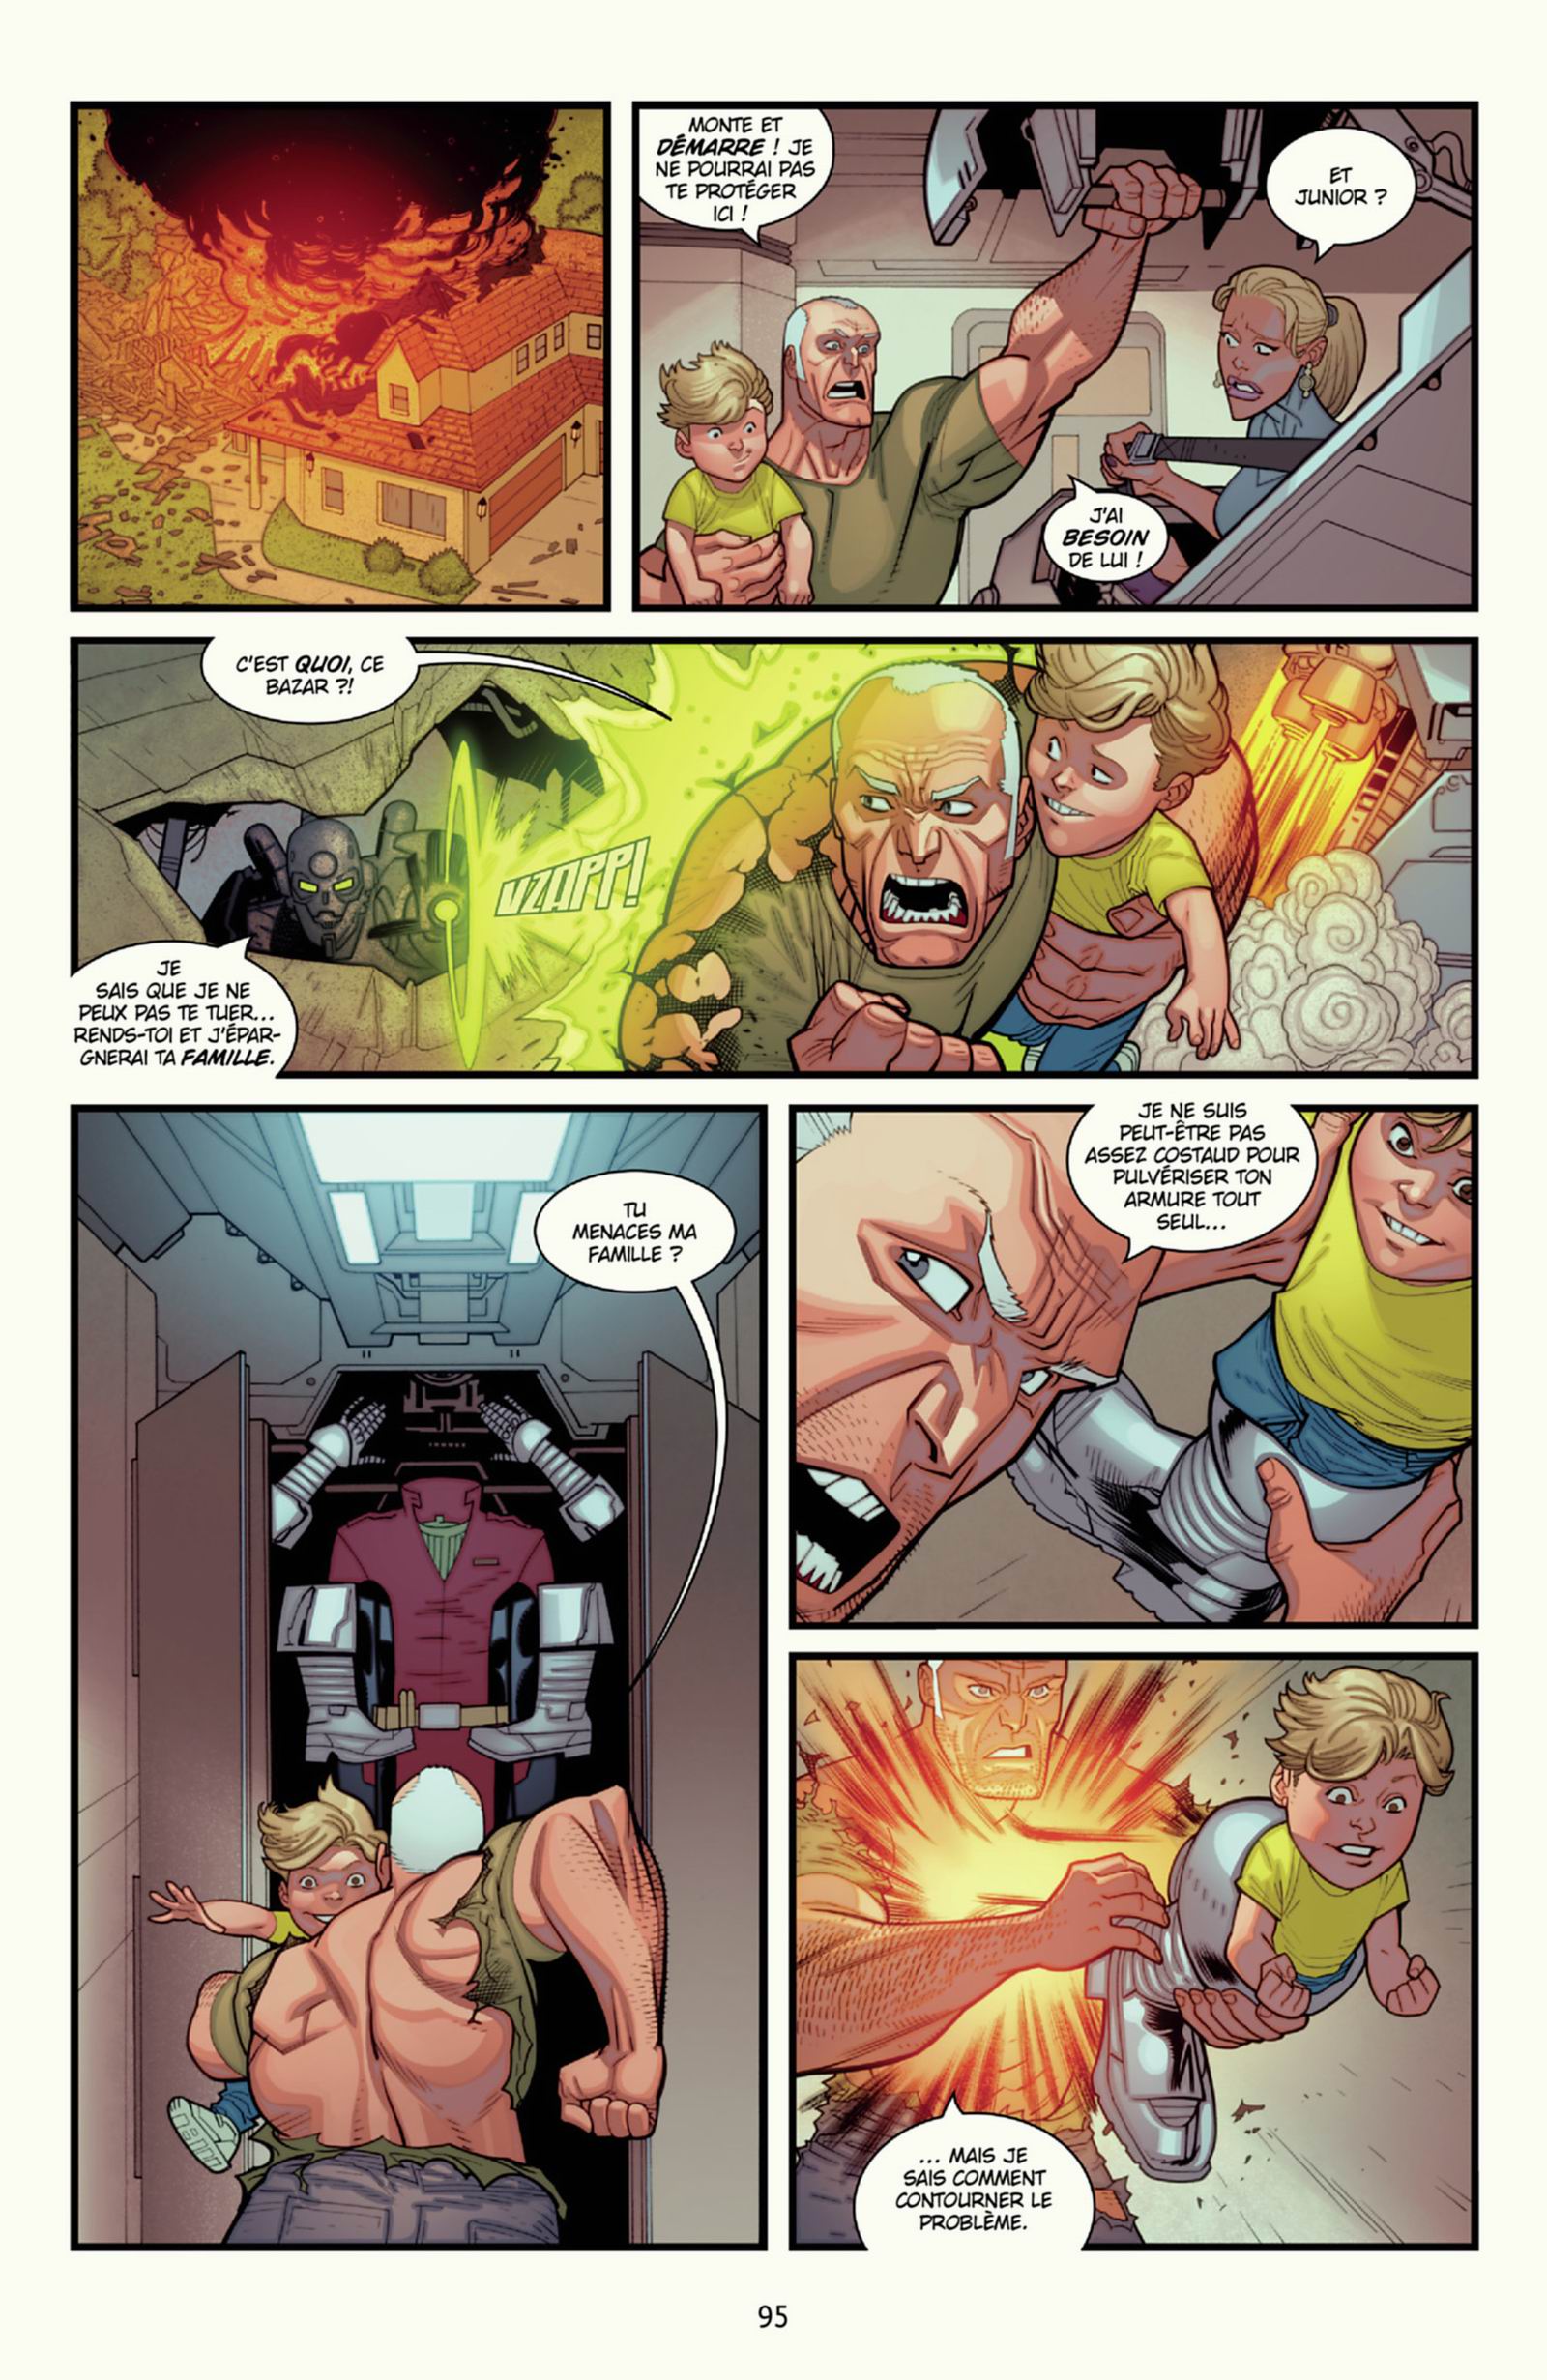 MONTE ET
DÉMARRE ! JE
NE POURRAI PAS
TE PROTÉGER
ICI !
ET
JUNIOR ?
J'AI
BESOIN
DE LUI !
C'EST QUOI, CE
BAZAR ?!
VZAPP!
JE
SAIS QUE JE NE
PEUX PAS TE TUER...
RENDS-TOI ET J'ÉPAR-
GNERAI TA FAMILLE.
TU
MENACES MA
FAMILLE ?
JE NE SUIS
PEUT-ÊTRE PAS
ASSEZ COSTAUD POUR
PULVÉRISER TON
ARMURE TOUT
SEUL...
... MAIS JE
SAIS COMMENT
CONTOURNER LE
PROBLÈME.
95